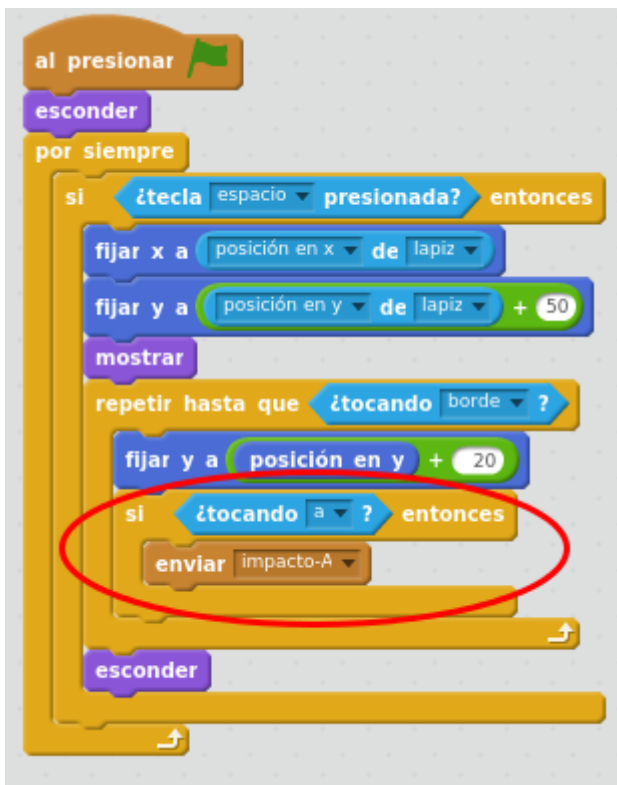 al presionar
esconder
por siempre
si ¿tecla espacio presionada? entonces
fijar x a posición en x de lapiz
fijar y a posición en y de lapiz + 50
mostrar
repetir hasta que ¿tocando borde ?
fijar y a posición en y + 20
si ¿tocando a ? entonces
enviar impacto-A
esconder